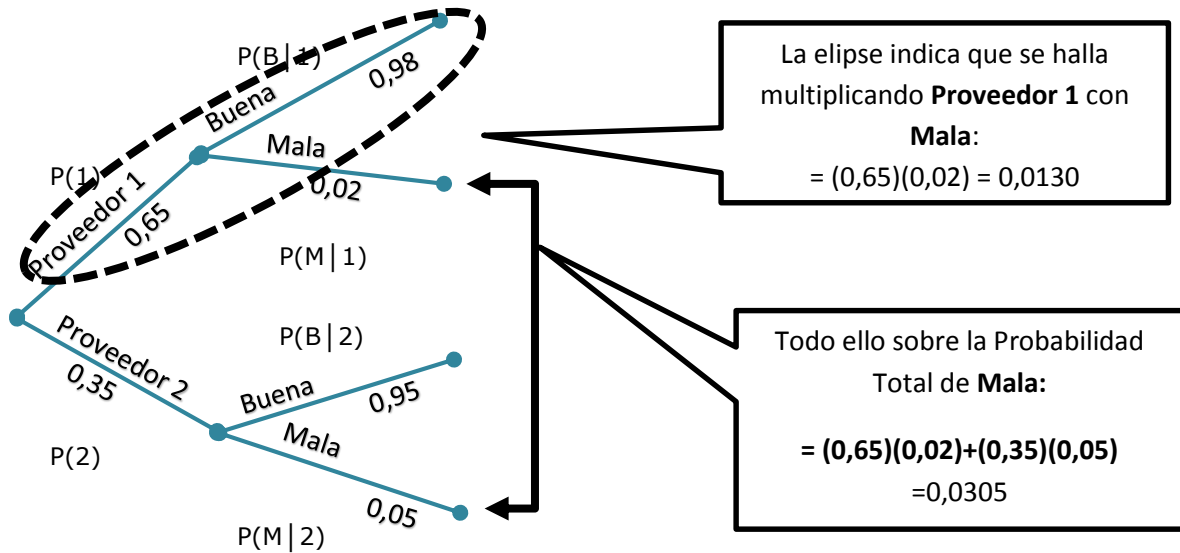 P(B|1)
0,98
Buena
Mala
0,02
P(1)
Proveedor 1
0,65
P(M|1)
P(B|2)
Proveedor 2
0,35
Buena
0,95
Mala
0,05
P(2)
P(M|2)
La elipse indica que se halla
multiplicando Proveedor 1 con
Mala:
= (0,65)(0,02) = 0,0130
Todo ello sobre la Probabilidad
Total de Mala:
= (0,65)(0,02)+(0,35)(0,05)
=0,0305